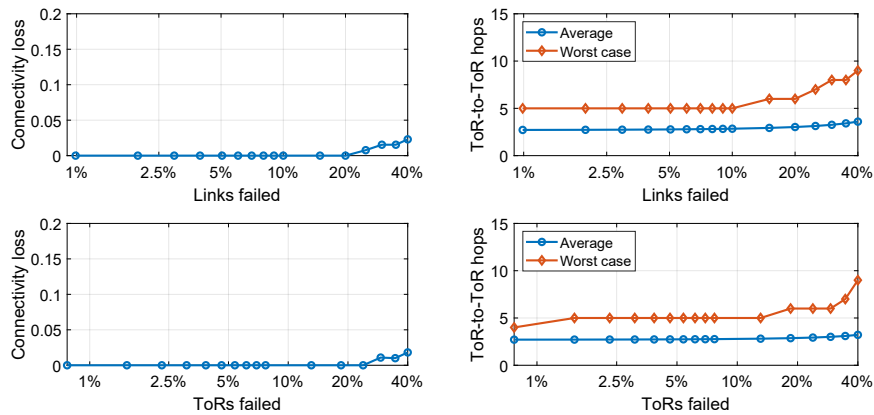 Connectivity loss
0.2
0.15
0.1
0.05
0
1% 2.5% 5% 10% 20% 40%
Links failed
ToR-to-ToR hops
15
10
5
0
Average
Worst case
1% 2.5% 5% 10% 20% 40%
Links failed
Connectivity loss
0.2
0.15
0.1
0.05
0
1% 2.5% 5% 10% 20% 40%
ToRs failed
ToR-to-ToR hops
15
10
5
0
Average
Worst case
1% 2.5% 5% 10% 20% 40%
ToRs failed